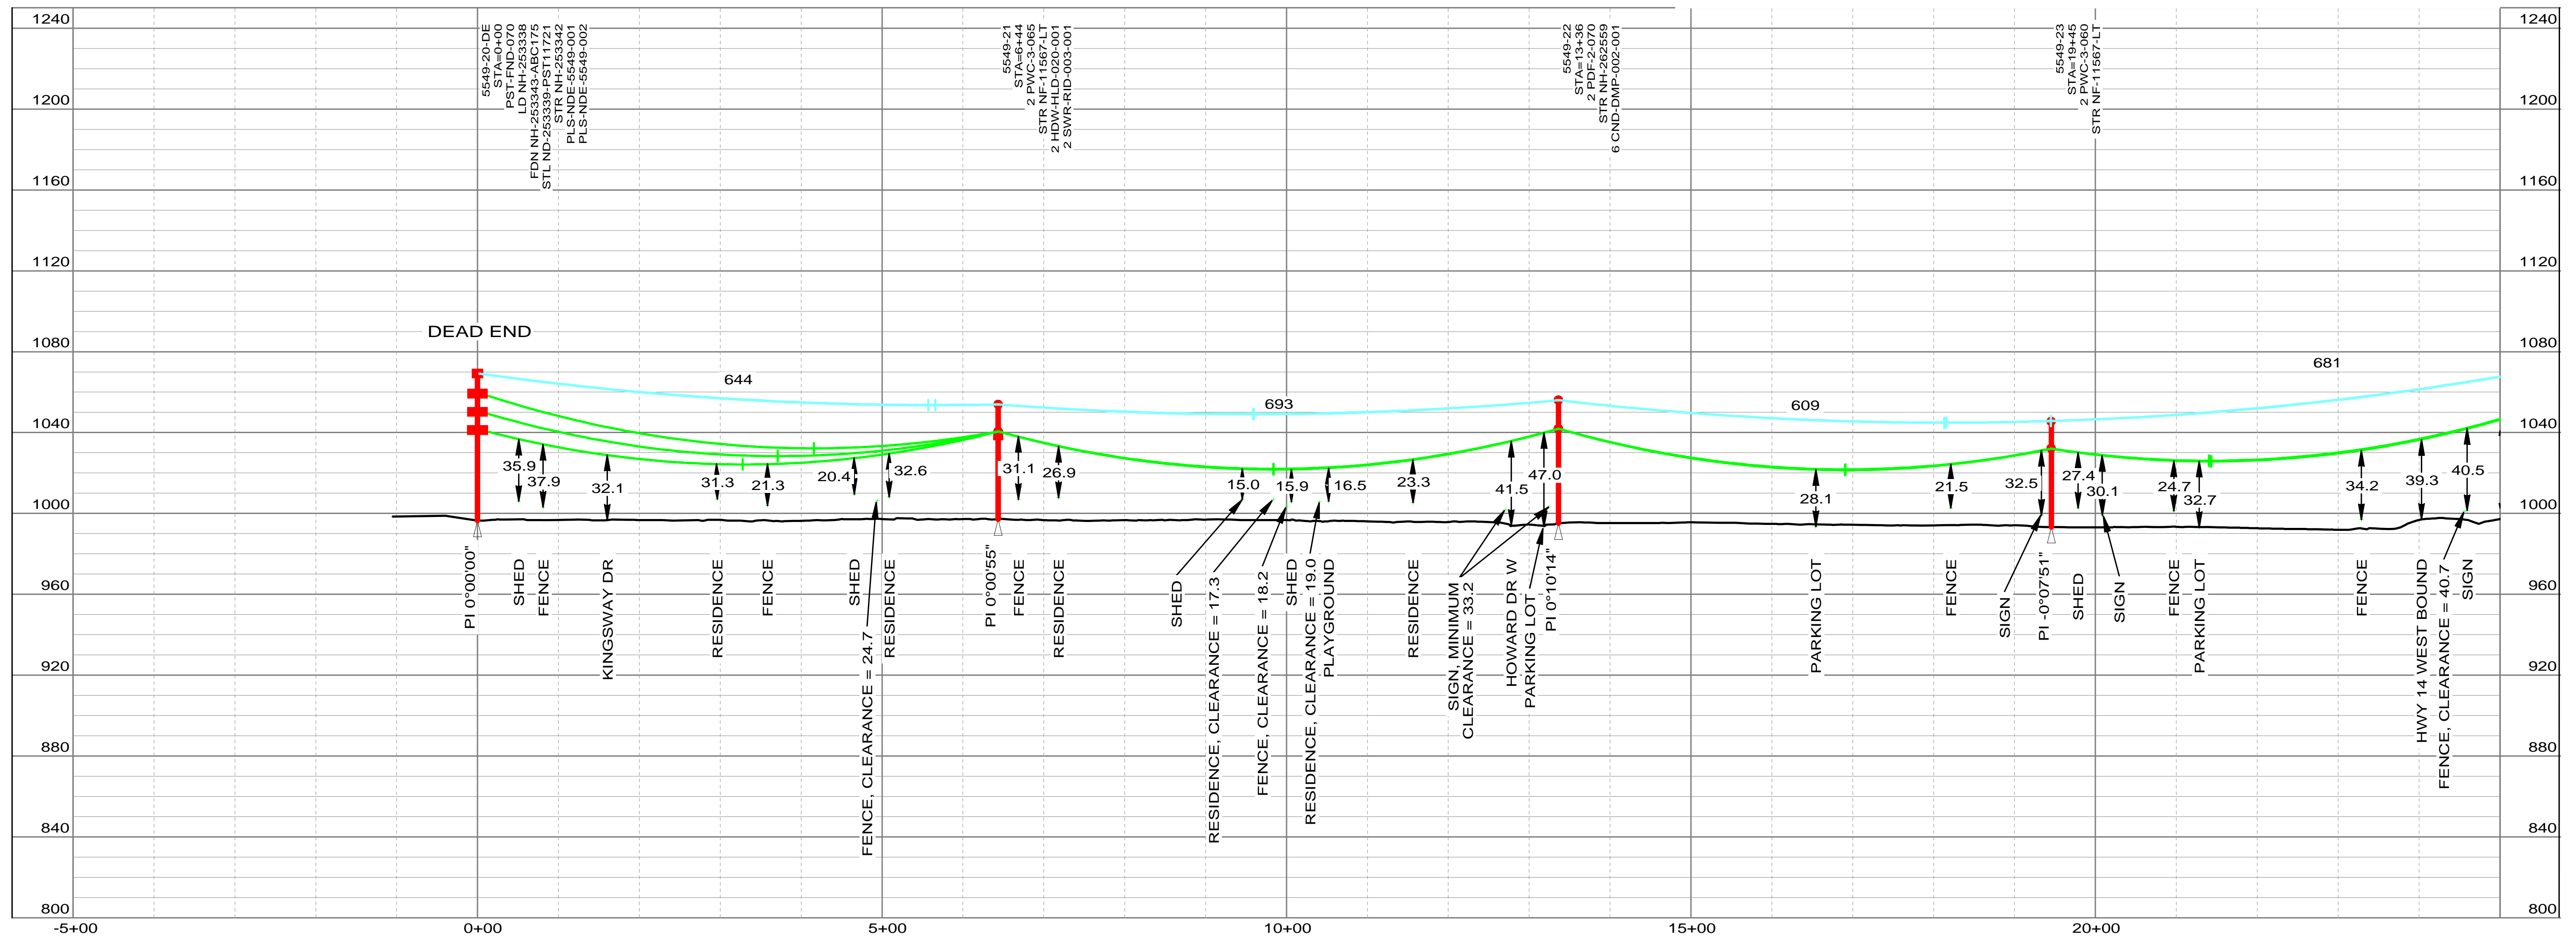 1240
1240
1200
1200
1160
1160
1120
1120
1080
1080
1040
1040
1000
1000
960
960
920
920
880
880
840
840
800
800
-5+00
0+00
5+00
10+00
15+00
20+00
5549-20-DE
STA=0+00
PST-FND-070
LD NH-253338
FDN NH-253343-ABC175
STL ND-253339-PST11721
STR NH-253342
PLS-NDE-5549-001
PLS-NDE-5549-002
5549-21
STA=6+44
2 PWC-3-065
STR NF-11567-LT
2 HDW-HLD-020-001
2 SWR-RID-003-001
5549-22
STA=13+36
2 PDF-2-070
STR NH-262559
6 CND-DMP-002-001
5549-23
STA=19+45
2 PWC-3-060
STR NF-11567-LT
DEAD END
644
693
609
681
35.9
37.9
32.1
31.3
21.3
20.4
32.6
31.1
26.9
15.0
15.9
16.5
23.3
41.5
47.0
28.1
21.5
32.5
27.4
30.1
24.7
32.7
34.2
39.3
40.5
PI 0°00'00"
SHED
FENCE
KINGSWAY DR
RESIDENCE
FENCE
SHED
FENCE, CLEARANCE = 24.7
RESIDENCE
PI 0°00'55"
FENCE
RESIDENCE
SHED
RESIDENCE, CLEARANCE = 17.3
FENCE, CLEARANCE = 18.2
SHED
RESIDENCE, CLEARANCE = 19.0
PLAYGROUND
RESIDENCE
SIGN, MINIMUM
CLEARANCE = 33.2
HOWARD DR W
PARKING LOT
PI 0°10'14"
PARKING LOT
FENCE
SIGN
PI -0°07'51"
SHED
SIGN
FENCE
PARKING LOT
FENCE
HWY 14 WEST BOUND
FENCE, CLEARANCE = 40.7
SIGN